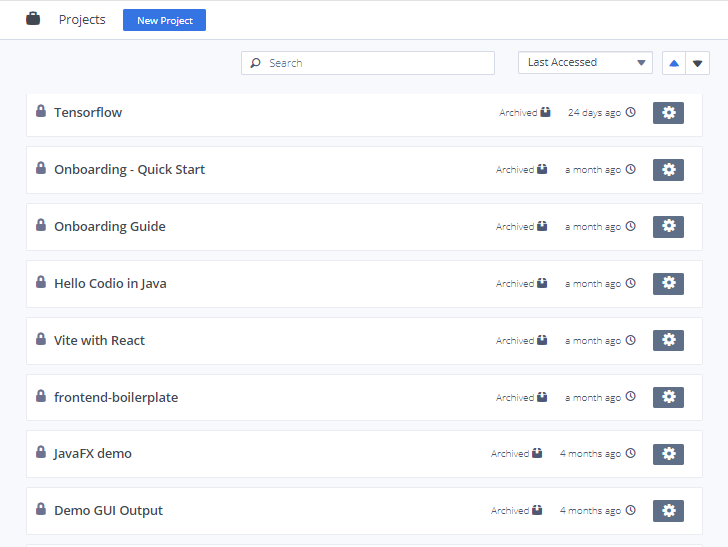 Projects New Project
Search Last Accessed
Tensorflow Archived 24 days ago
Onboarding - Quick Start Archived a month ago
Onboarding Guide Archived a month ago
Hello Codio in Java Archived a month ago
Vite with React Archived a month ago
frontend-boilerplate Archived a month ago
JavaFX demo Archived 4 months ago
Demo GUI Output Archived 4 months ago